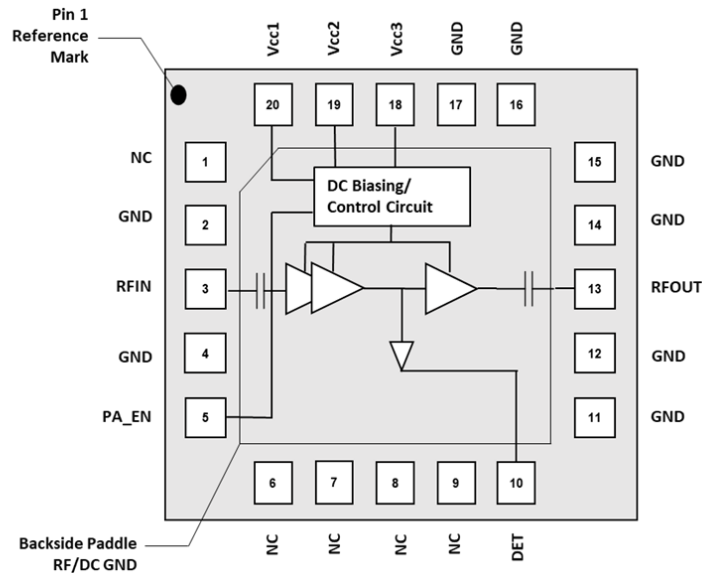 Pin 1
Reference
Mark
Vcc1
Vcc2
Vcc3
GND
GND
20
19
18
17
16
NC
1
15
GND
DC Biasing/
Control Circuit
GND
2
14
GND
RFIN
3
13
RFOUT
GND
4
12
GND
PA_EN
5
11
GND
6
7
8
9
10
NC
NC
NC
NC
DET
Backside Paddle
RF/DC GND